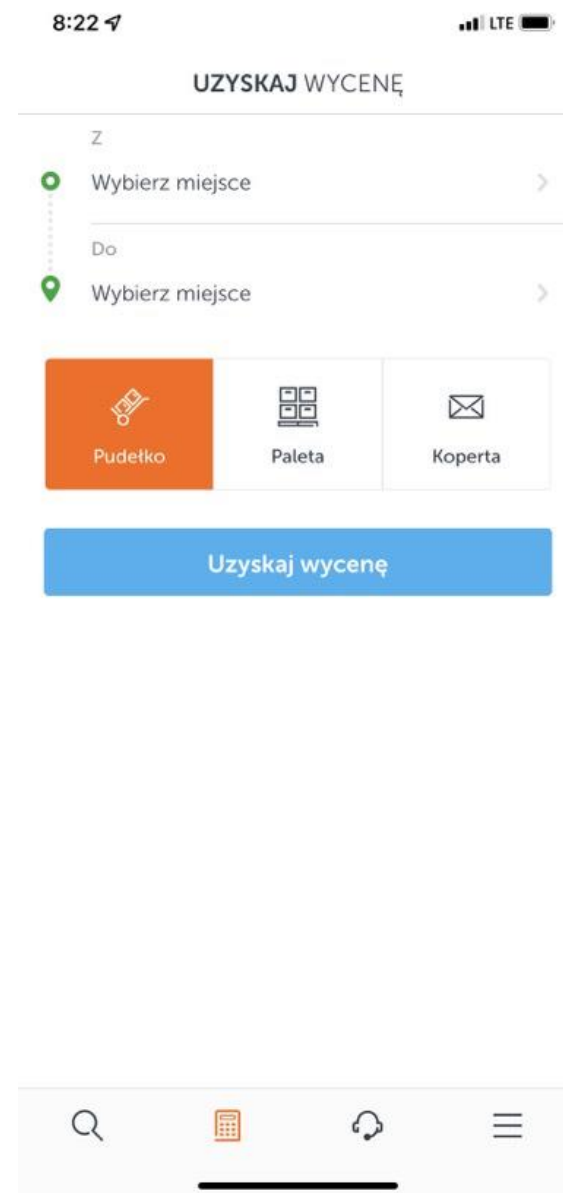 8:22
LTE
UZYSKAJ WYCENĘ
Z
Wybierz miejsce
Do
Wybierz miejsce
Pudełko
Paleta
Koperta
Uzyskaj wycenę